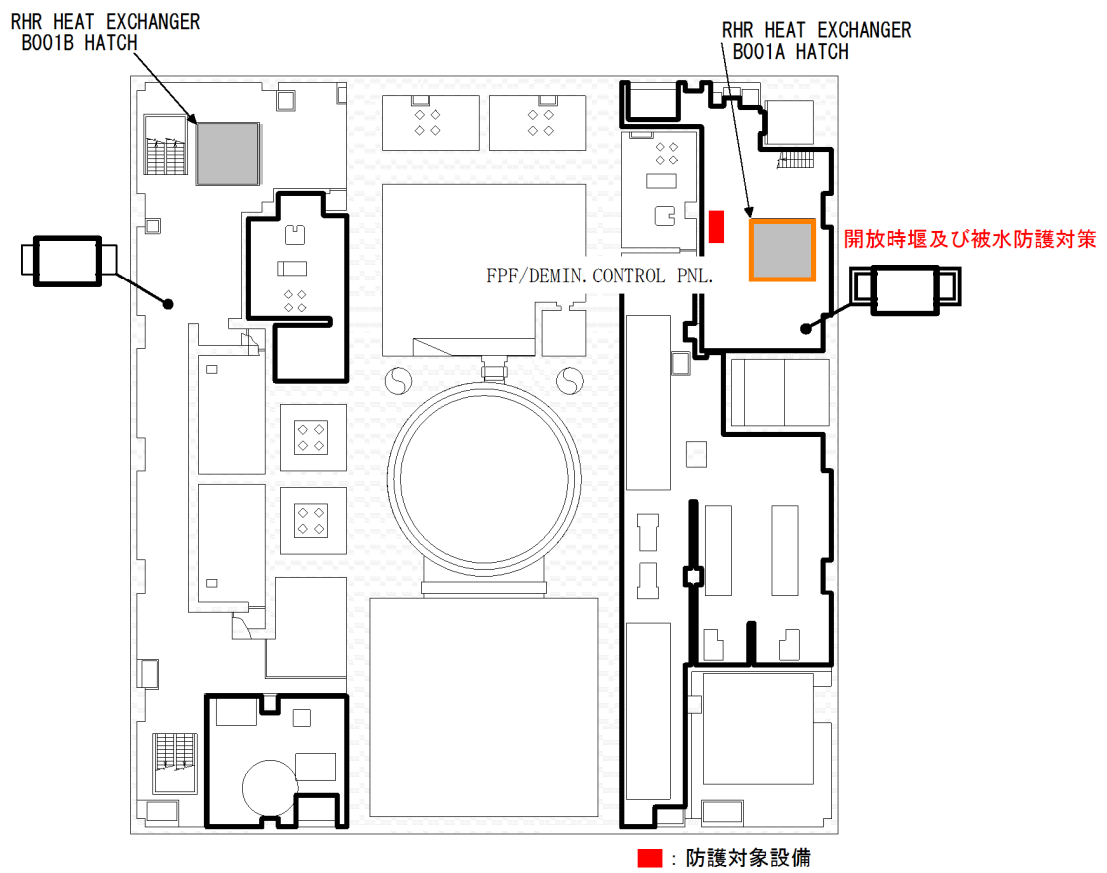 RHR HEAT EXCHANGER
B001B HATCH
RHR HEAT EXCHANGER
B001A HATCH
開放時堰及び被水防護対策
FPF/DEMIN.CONTROL PNL.
：防護対象設備